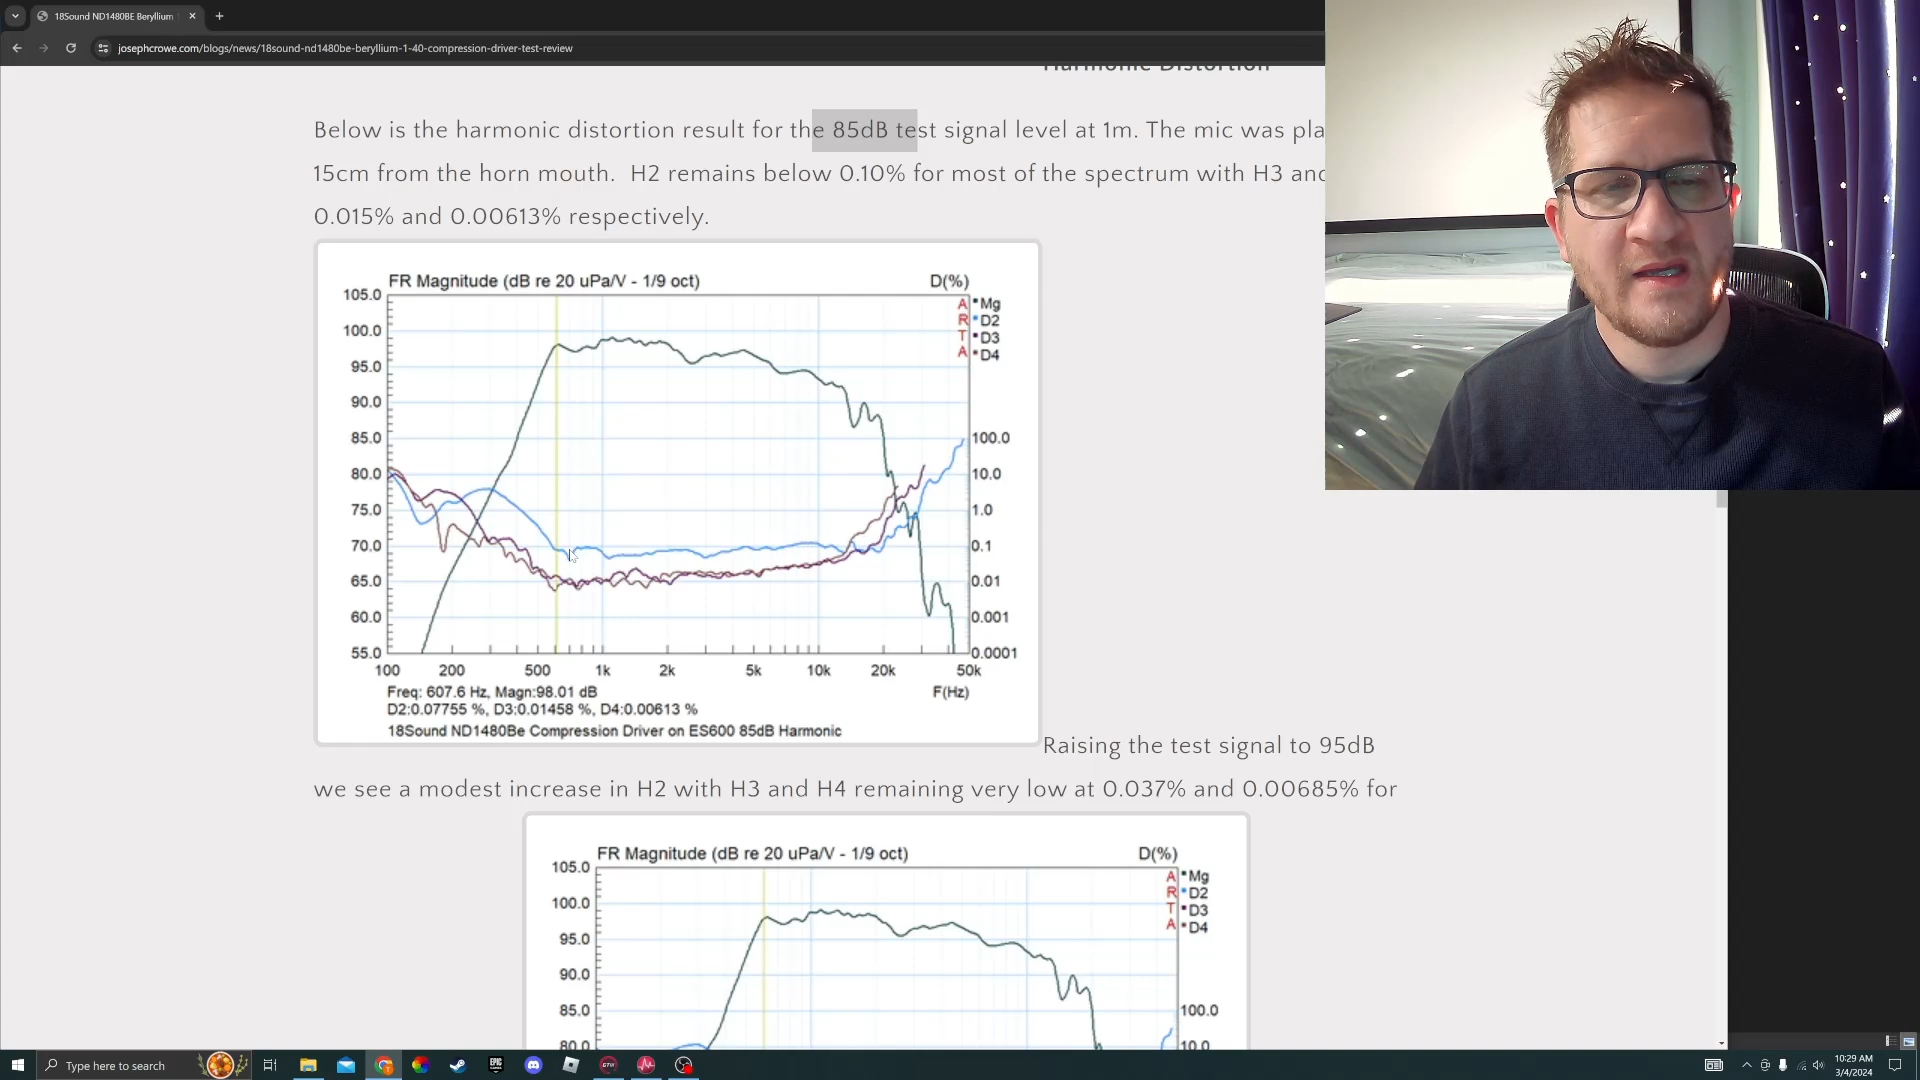 18Sound ND1480BE Beryllium
josephcrowe.com/blogs/news/18sound-nd1480be-beryllium-1-40-compression-driver-test-review
Harmonic Distortion
Below is the harmonic distortion result for the 85dB test signal level at 1m. The mic was pla
15cm from the horn mouth. H2 remains below 0.10% for most of the spectrum with H3 and
0.015% and 0.00613% respectively.
FR Magnitude (dB re 20 uPa/V - 1/9 oct) D(%)
105.0 A Mg
R D2
100.0 T D3
A D4
95.0
90.0
85.0 100.0
80.0 10.0
75.0 1.0
70.0 0.1
65.0 0.01
60.0 0.001
55.0 0.0001
100 200 500 1k 2k 5k 10k 20k 50k
Freq: 607.6 Hz, Magn:98.01 dB F(Hz)
D2:0.07755 %, D3:0.01458 %, D4:0.00613 %
18Sound ND1480Be Compression Driver on ES600 85dB Harmonic
Raising the test signal to 95dB
we see a modest increase in H2 with H3 and H4 remaining very low at 0.037% and 0.00685% for
FR Magnitude (dB re 20 uPa/V - 1/9 oct) D(%)
105.0 A Mg
R D2
100.0 T D3
A D4
95.0
90.0
85.0 100.0
80.0 10.0
Type here to search
10:29 AM
3/4/2024